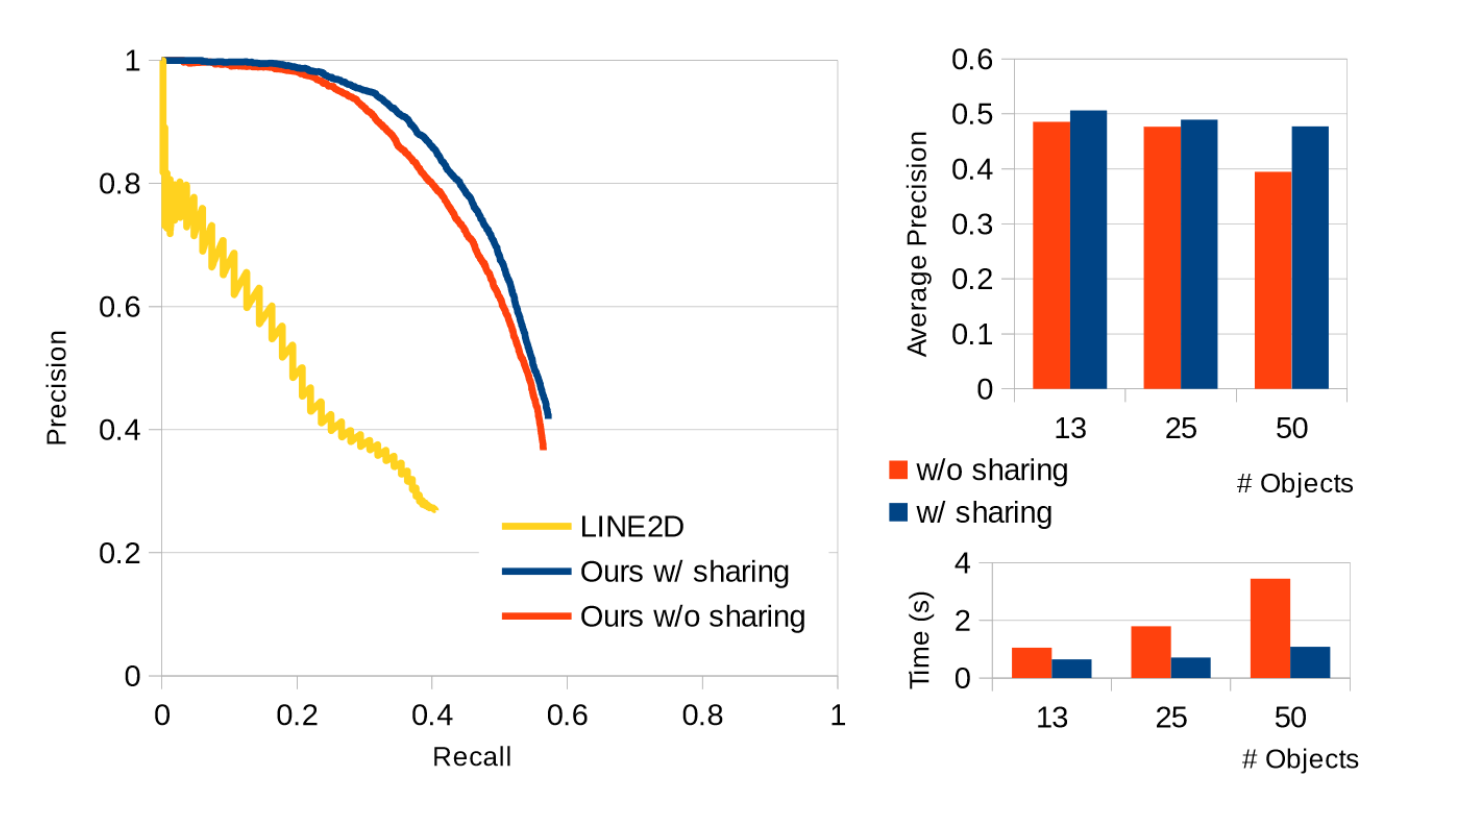 1
0.8
0.6
0.4
0.2
0
Precision
0 0.2 0.4 0.6 0.8 1
Recall
LINE2D
Ours w/ sharing
Ours w/o sharing
0.6
0.5
0.4
0.3
0.2
0.1
0
Average Precision
13 25 50
# Objects
w/o sharing
w/ sharing
4
2
0
Time (s)
13 25 50
# Objects